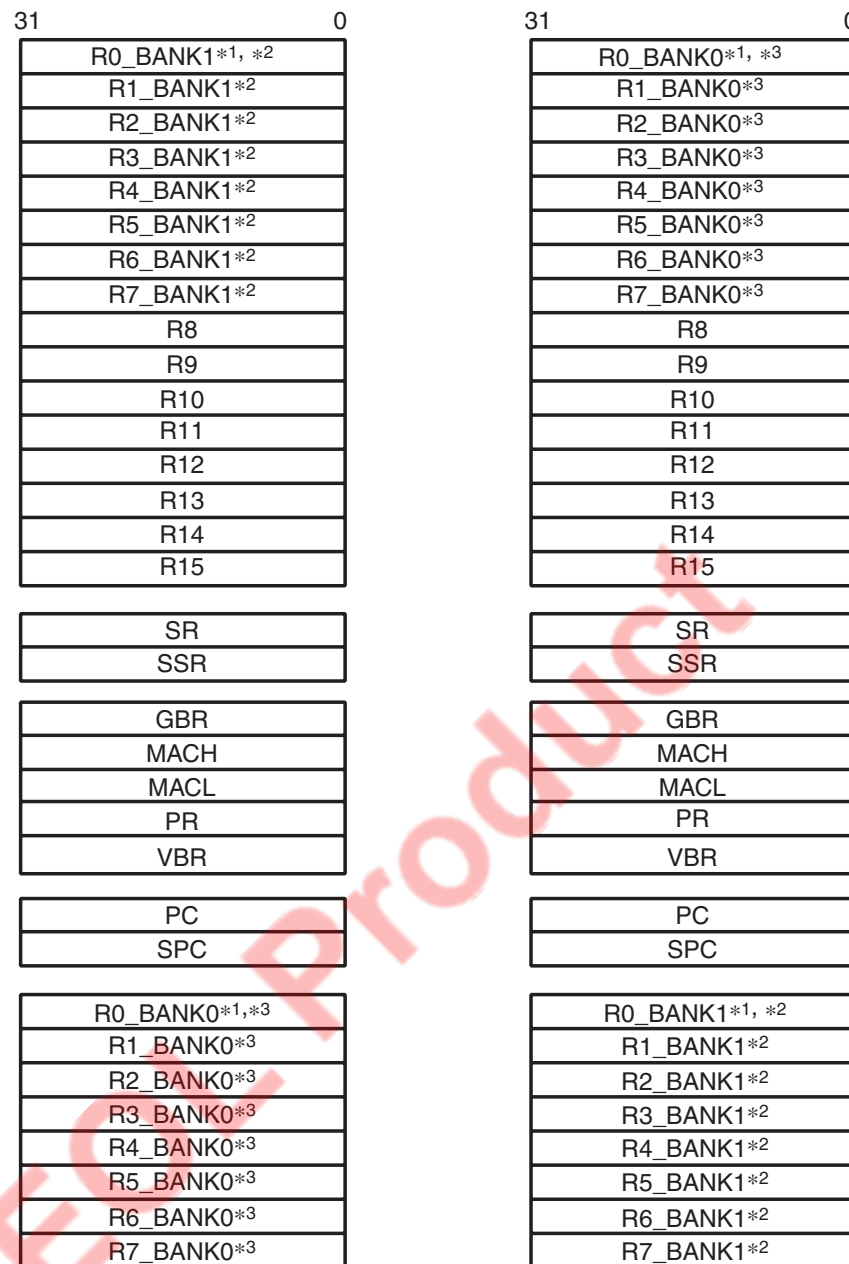 31 0
R0_BANK1*1, *2
R1_BANK1*2
R2_BANK1*2
R3_BANK1*2
R4_BANK1*2
R5_BANK1*2
R6_BANK1*2
R7_BANK1*2
R8
R9
R10
R11
R12
R13
R14
R15
SR
SSR
GBR
MACH
MACL
PR
VBR
PC
SPC
R0_BANK0*1,*3
R1_BANK0*3
R2_BANK0*3
R3_BANK0*3
R4_BANK0*3
R5_BANK0*3
R6_BANK0*3
R7_BANK0*3
31 0
R0_BANK0*1, *3
R1_BANK0*3
R2_BANK0*3
R3_BANK0*3
R4_BANK0*3
R5_BANK0*3
R6_BANK0*3
R7_BANK0*3
R8
R9
R10
R11
R12
R13
R14
R15
SR
SSR
GBR
MACH
MACL
PR
VBR
PC
SPC
R0_BANK1*1, *2
R1_BANK1*2
R2_BANK1*2
R3_BANK1*2
R4_BANK1*2
R5_BANK1*2
R6_BANK1*2
R7_BANK1*2
EOL Product